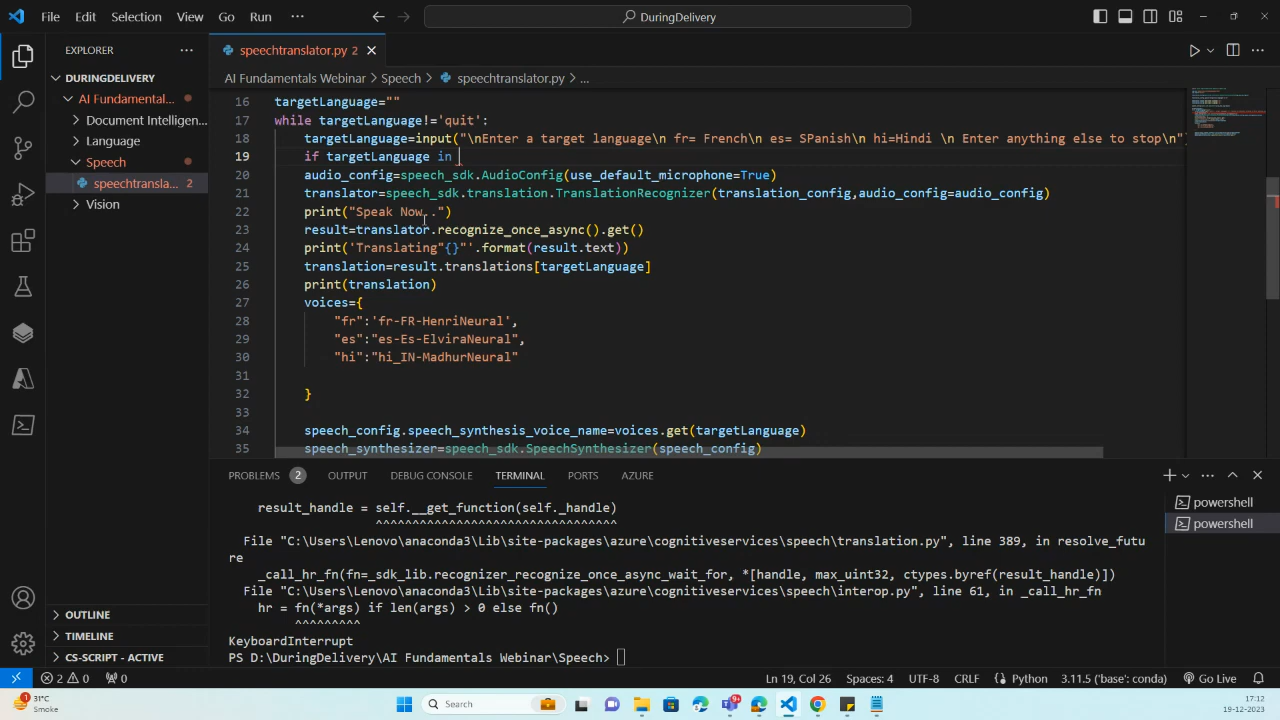 File Edit Selection View Go Run ··· DuringDelivery
EXPLORER ···
DURINGDELIVERY
AI Fundamental...
Document Intelligen...
Language
Speech
speechtransla... 2
Vision
OUTLINE
TIMELINE
CS-SCRIPT - ACTIVE
speechtranslator.py 2
AI Fundamentals Webinar > Speech > speechtranslator.py > ...
16 targetLanguage=""
17 while targetLanguage!='quit':
18 targetLanguage=input("\nEnter a target language\n fr= French\n es= SPanish\n hi=Hindi \n Enter anything else to stop\n"
19 if targetLanguage in
20 audio_config=speech_sdk.AudioConfig(use_default_microphone=True)
21 translator=speech_sdk.translation.TranslationRecognizer(translation_config,audio_config=audio_config)
22 print("Speak Now..")
23 result=translator.recognize_once_async().get()
24 print('Translating"{}"'.format(result.text))
25 translation=result.translations[targetLanguage]
26 print(translation)
27 voices={
28 "fr":'fr-FR-HenriNeural',
29 "es":"es-Es-ElviraNeural",
30 "hi":"hi_IN-MadhurNeural"
31
32 }
33
34 speech_config.speech_synthesis_voice_name=voices.get(targetLanguage)
35 speech_synthesizer=speech_sdk.SpeechSynthesizer(speech_config)
PROBLEMS 2 OUTPUT DEBUG CONSOLE TERMINAL PORTS AZURE
result_handle = self.__get_function(self._handle)
^^^^^^^^^^^^^^^^^^^^^^^^^^^^^^^^^
File "C:\Users\Lenovo\anaconda3\Lib\site-packages\azure\cognitiveservices\speech\translation.py", line 389, in resolve_futu
re
_call_hr_fn(fn=_sdk_lib.recognizer_recognize_once_async_wait_for, *[handle, max_uint32, ctypes.byref(result_handle)])
File "C:\Users\Lenovo\anaconda3\Lib\site-packages\azure\cognitiveservices\speech\interop.py", line 61, in _call_hr_fn
hr = fn(*args) if len(args) > 0 else fn()
^^^^^^^^^
KeyboardInterrupt
PS D:\DuringDelivery\AI Fundamentals Webinar\Speech>
powershell
powershell
2 0 0 Ln 19, Col 26 Spaces: 4 UTF-8 CRLF Python 3.11.5 ('base': conda) Go Live
31°C
Smoke
Search
17:12
19-12-2023